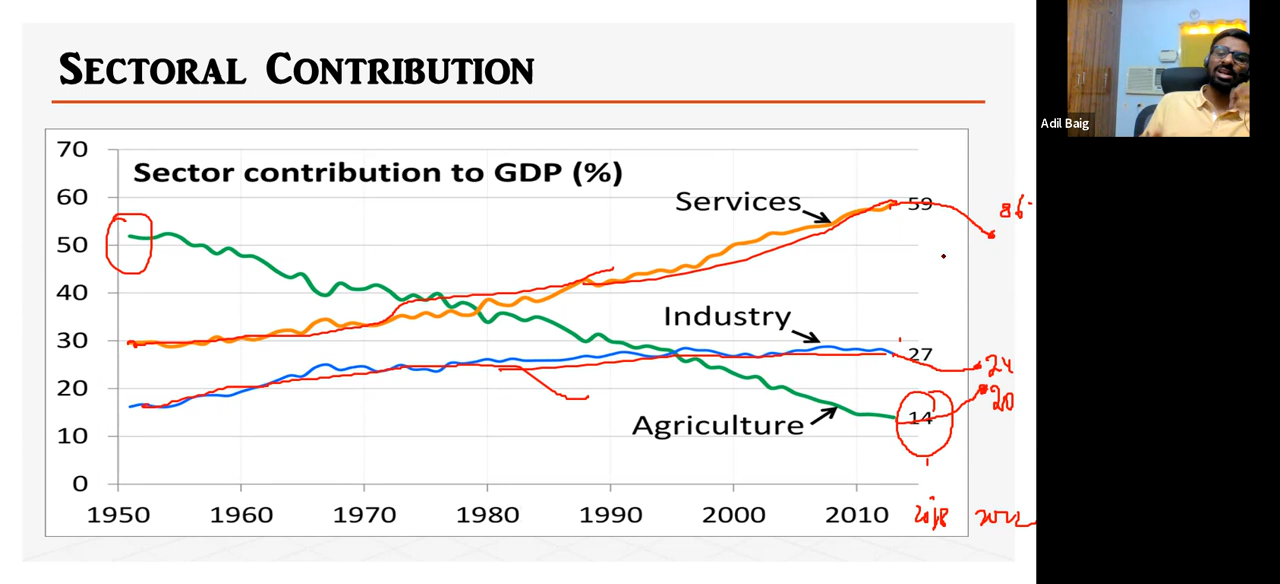 SECTORAL CONTRIBUTION
Adil Baig
Sector contribution to GDP (%)
70
60
50
40
30
20
10
0
Services
59
Industry
27
24
20
Agriculture
14
1950 1960 1970 1980 1990 2000 2010 2018